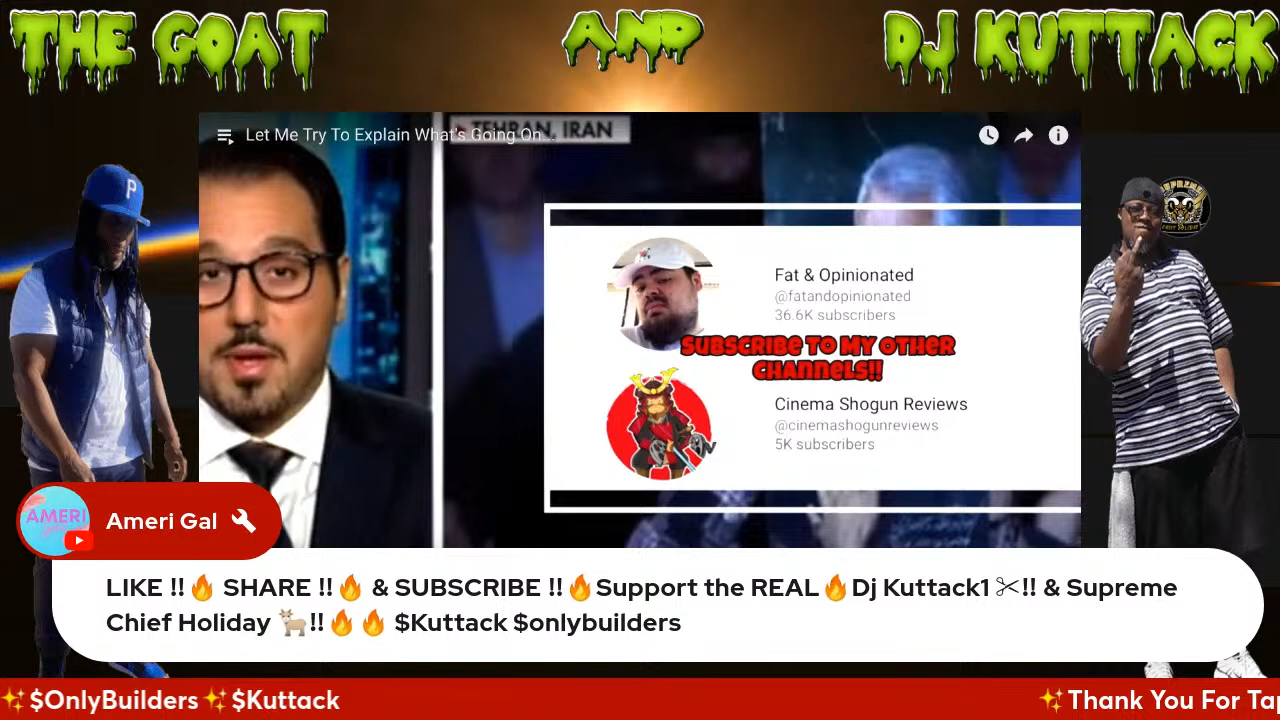 THE GOAT AND DJ KUTTACK
Let Me Try To Explain What's Going On...
TEHRAN, IRAN
P
SUPREME
Fat & Opinionated
@fatandopinionated
36.6K subscribers
SUBSCRIBE TO MY OTHER
CHANNELS!!
Cinema Shogun Reviews
@cinemashogunreviews
5K subscribers
AMERI
Ameri Gal
LIKE !!🔥 SHARE !!🔥 & SUBSCRIBE !!🔥Support the REAL🔥Dj Kuttack1 ✂!! & Supreme
Chief Holiday 🐐!!🔥🔥 $Kuttack $onlybuilders
✨$OnlyBuilders✨$Kuttack ✨Thank You For Ta